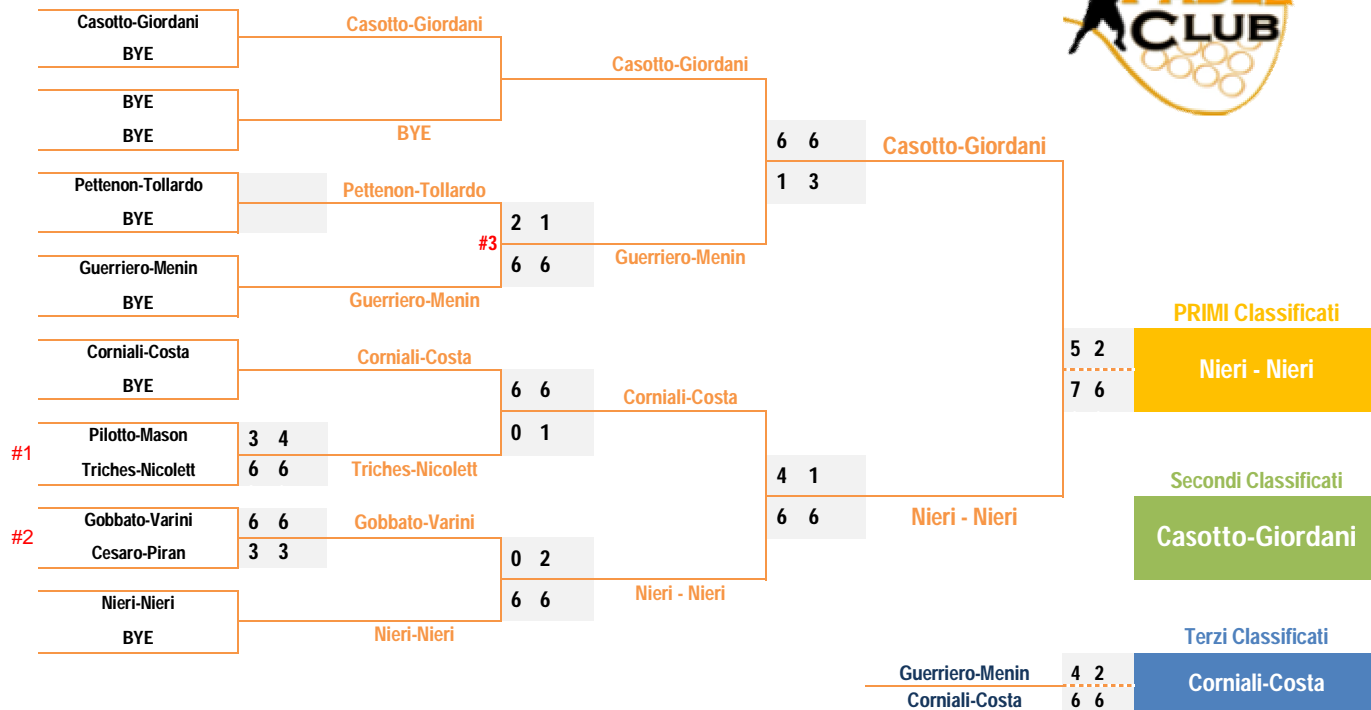 PADEL
CLUB
Casotto-Giordani
BYE
BYE
BYE
Pettenon-Tollardo
BYE
Guerriero-Menin
BYE
Corniali-Costa
BYE
#1
Pilotto-Mason 3 4
Triches-Nicolett 6 6
#2
Gobbato-Varini 6 6
Cesaro-Piran 3 3
Nieri-Nieri
BYE
Casotto-Giordani
BYE
Pettenon-Tollardo
2 1
#3
6 6
Guerriero-Menin
Corniali-Costa
6 6
0 1
Triches-Nicolett
Gobbato-Varini
0 2
6 6
Nieri-Nieri
Casotto-Giordani
6 6
1 3
Guerriero-Menin
Corniali-Costa
4 1
6 6
Nieri - Nieri
Casotto-Giordani
5 2
7 6
Nieri - Nieri
PRIMI Classificati
Nieri - Nieri
Secondi Classificati
Casotto-Giordani
Terzi Classificati
Guerriero-Menin 4 2
Corniali-Costa 6 6
Corniali-Costa